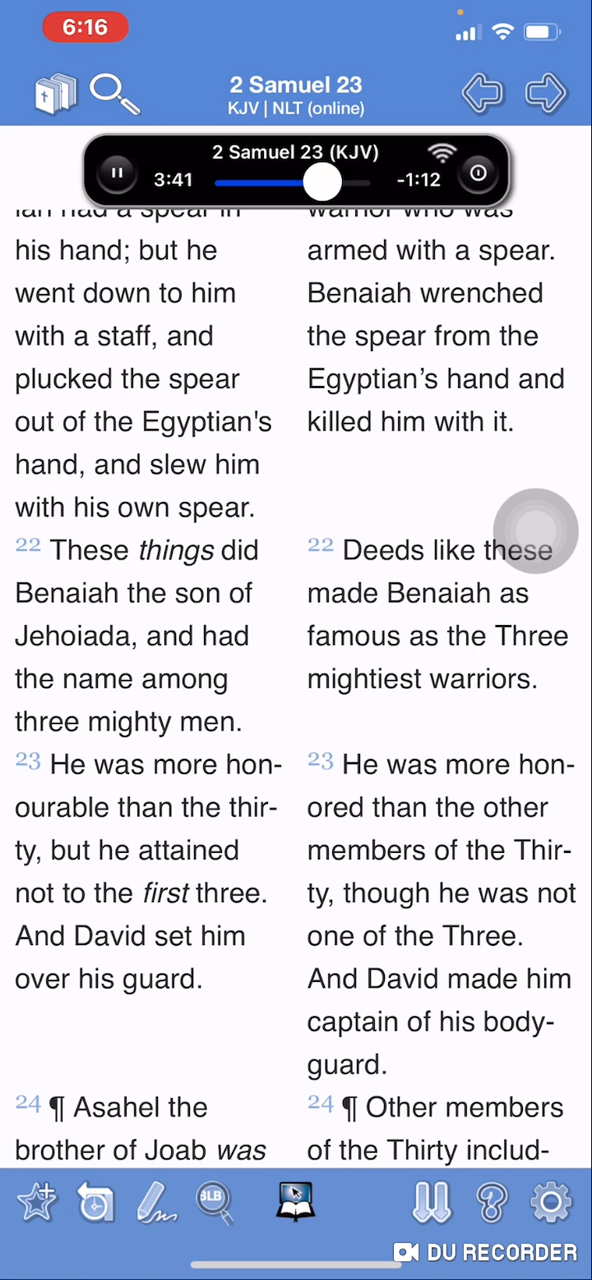 6:16
2 Samuel 23
KJV | NLT (online)
2 Samuel 23 (KJV)
3:41
-1:12
ian had a spear in
his hand; but he
went down to him
with a staff, and
plucked the spear
out of the Egyptian's
hand, and slew him
with his own spear.
22 These things did
Benaiah the son of
Jehoiada, and had
the name among
three mighty men.
23 He was more hon-
ourable than the thir-
ty, but he attained
not to the first three.
And David set him
over his guard.
24 ¶ Asahel the
brother of Joab was
warrior who was
armed with a spear.
Benaiah wrenched
the spear from the
Egyptian’s hand and
killed him with it.
22 Deeds like these
made Benaiah as
famous as the Three
mightiest warriors.
23 He was more hon-
ored than the other
members of the Thir-
ty, though he was not
one of the Three.
And David made him
captain of his body-
guard.
24 ¶ Other members
of the Thirty includ-
BLB
DU RECORDER